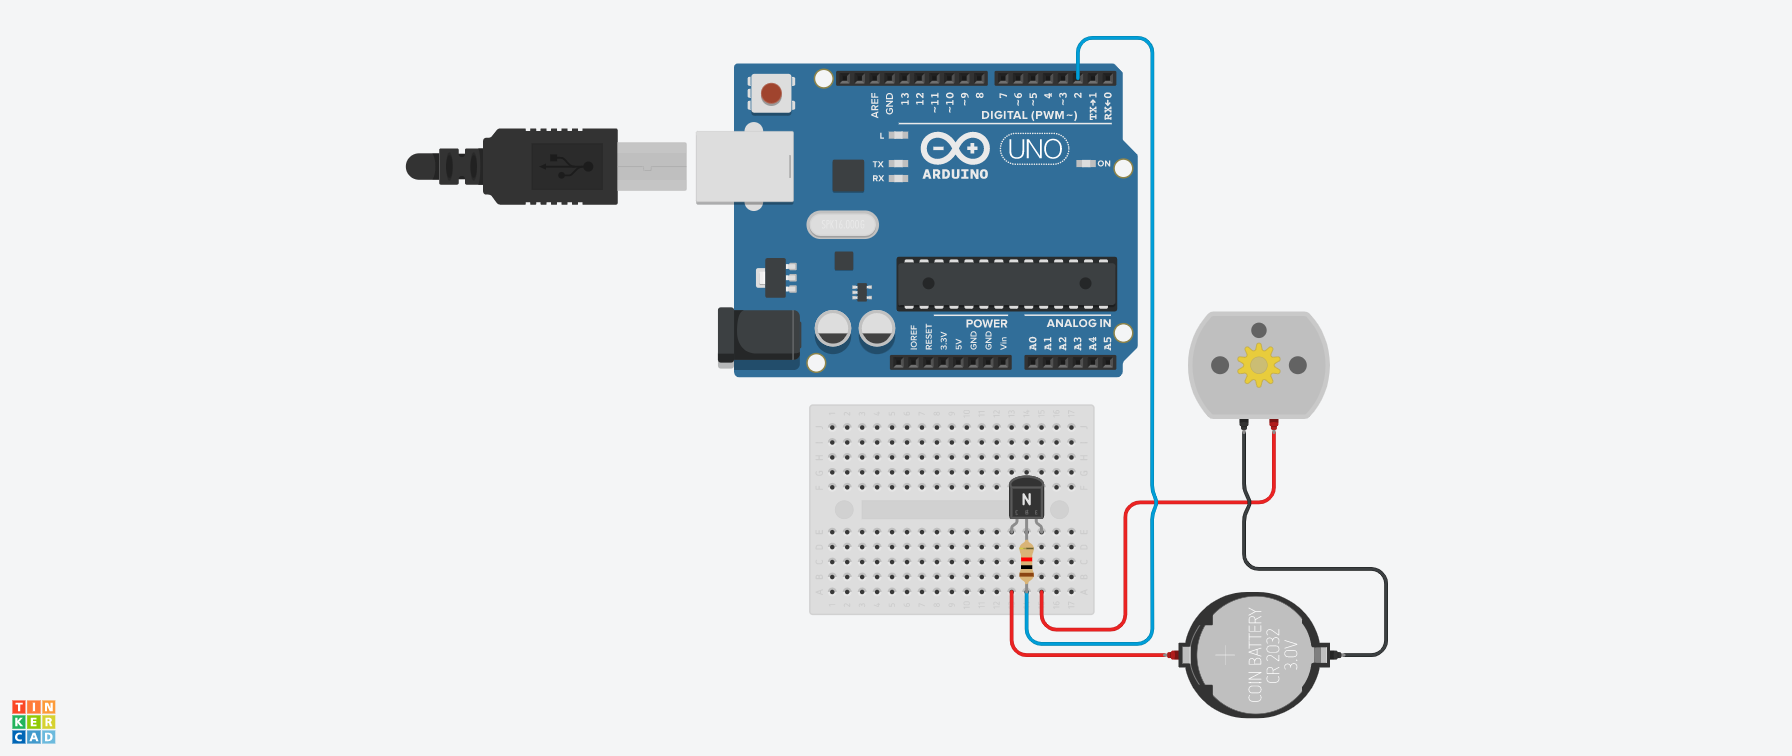 AREF
GND
13
12
~11
~10
~9
8
7
~6
~5
4
~3
2
TX→1
RX←0
DIGITAL (PWM~)
L
TX
RX
ARDUINO
UNO
ON
POWER
ANALOG IN
IOREF
RESET
3.3V
5V
GND
GND
Vin
A0
A1
A2
A3
A4
A5
N
COIN BATTERY
CR 2032
3.0V
TIN
KER
CAD